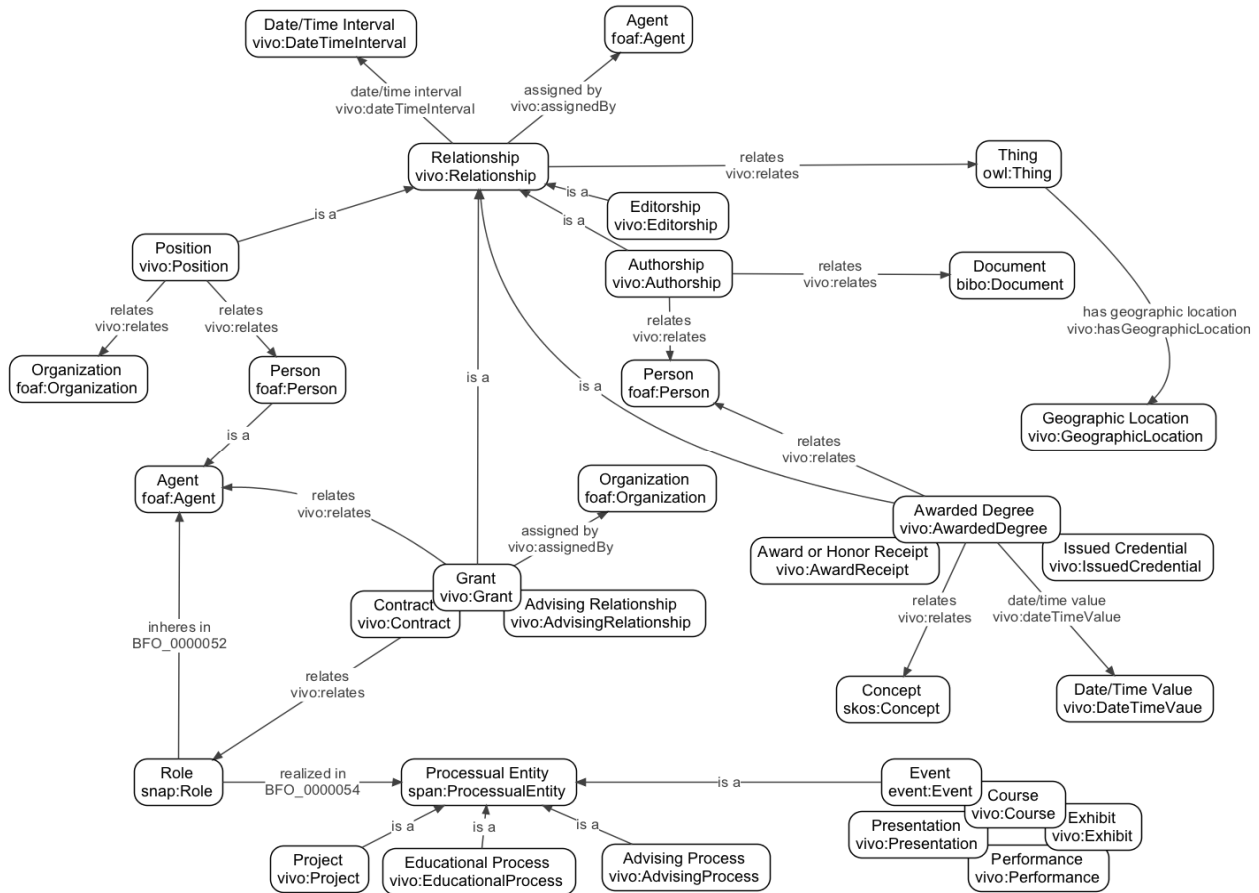 Date/Time Interval
vivo:DateTimeInterval
Agent
foaf:Agent
date/time interval
vivo:dateTimeInterval
assigned by
vivo:assignedBy
Relationship
vivo:Relationship
relates
vivo:relates
Thing
owl:Thing
is a
Editorship
vivo:Editorship
is a
is a
Position
vivo:Position
Authorship
vivo:Authorship
relates
vivo:relates
Document
bibo:Document
relates
vivo:relates
relates
vivo:relates
relates
vivo:relates
has geographic location
vivo:hasGeographicLocation
Organization
foaf:Organization
Person
foaf:Person
Person
foaf:Person
is a
is a
Geographic Location
vivo:GeographicLocation
is a
relates
vivo:relates
Agent
foaf:Agent
relates
vivo:relates
Organization
foaf:Organization
assigned by
vivo:assignedBy
Awarded Degree
vivo:AwardedDegree
Award or Honor Receipt
vivo:AwardReceipt
Issued Credential
vivo:IssuedCredential
Grant
vivo:Grant
Contract
vivo:Contract
Advising Relationship
vivo:AdvisingRelationship
relates
vivo:relates
date/time value
vivo:dateTimeValue
inheres in
BFO_0000052
relates
vivo:relates
Concept
skos:Concept
Date/Time Value
vivo:DateTimeVaue
Role
snap:Role
realized in
BFO_0000054
Processual Entity
span:ProcessualEntity
is a
Event
event:Event
Course
vivo:Course
Exhibit
vivo:Exhibit
Presentation
vivo:Presentation
Performance
vivo:Performance
is a
is a
is a
Project
vivo:Project
Educational Process
vivo:EducationalProcess
Advising Process
vivo:AdvisingProcess